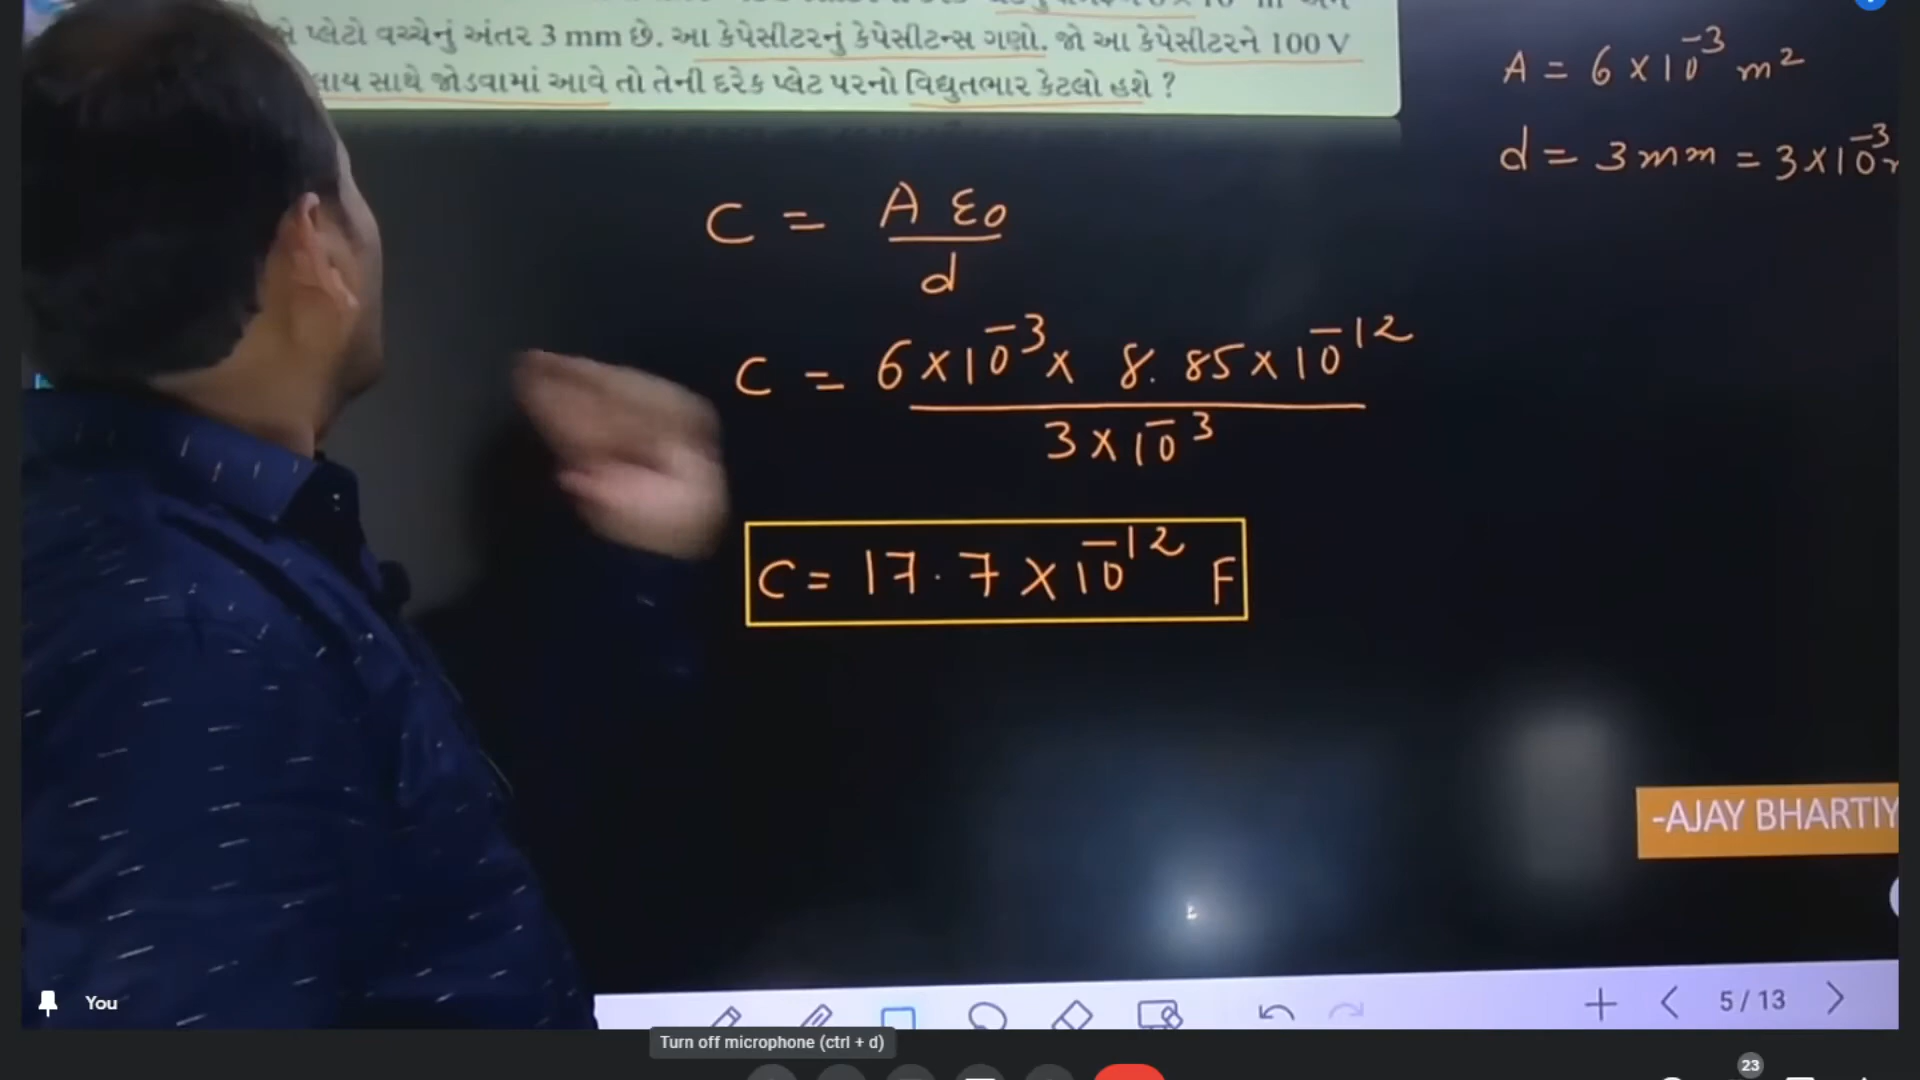 પ્લેટો વચ્ચેનું અંતર 3 mm છે. આ કેપેસીટરનું કેપેસીટન્સ ગણો. જો આ કેપેસીટરને 100 V
સાથે જોડવામાં આવે તો તેની દરેક પ્લેટ પરનો વિદ્યુતભાર કેટલો હશે ?
A = 6 × 10⁻³ m²
d = 3 mm = 3 × 10⁻³
C = A ε₀ / d
C = 6 × 10⁻³ × 8.85 × 10⁻¹² / 3 × 10⁻³
C = 17.7 × 10⁻¹² F
-AJAY BHARTIY
You
5 / 13
Turn off microphone (ctrl + d)
23